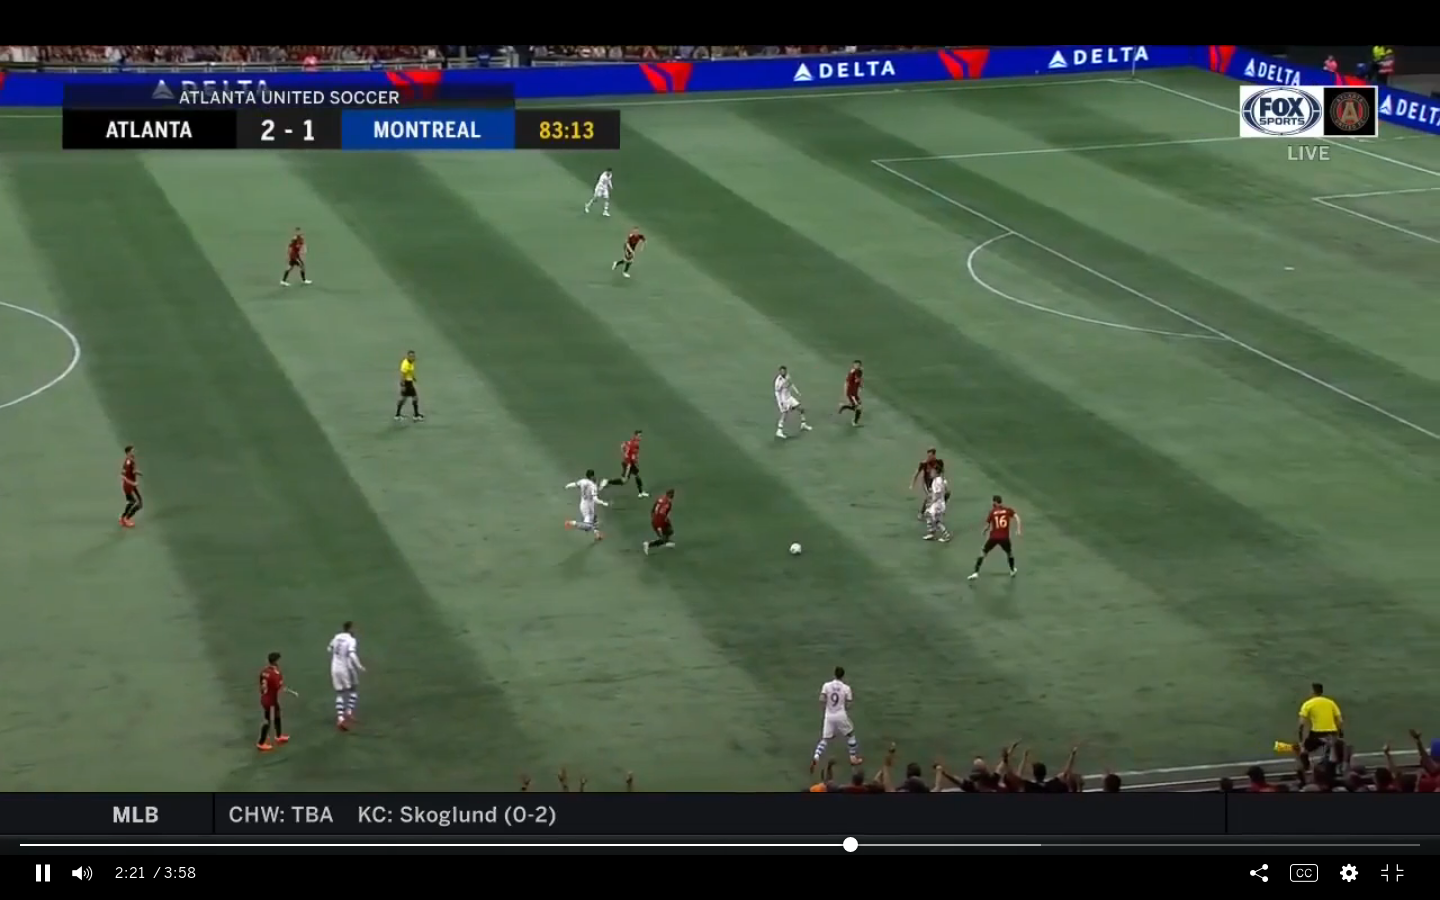 DELTA
DELTA
DELTA
DELTA
DELTA
ATLANTA UNITED SOCCER
ATLANTA 2 - 1 MONTREAL 83:13
FOX
SPORTS
A
LIVE
16
9
MLB CHW: TBA KC: Skoglund (0-2)
2:21 / 3:58
CC